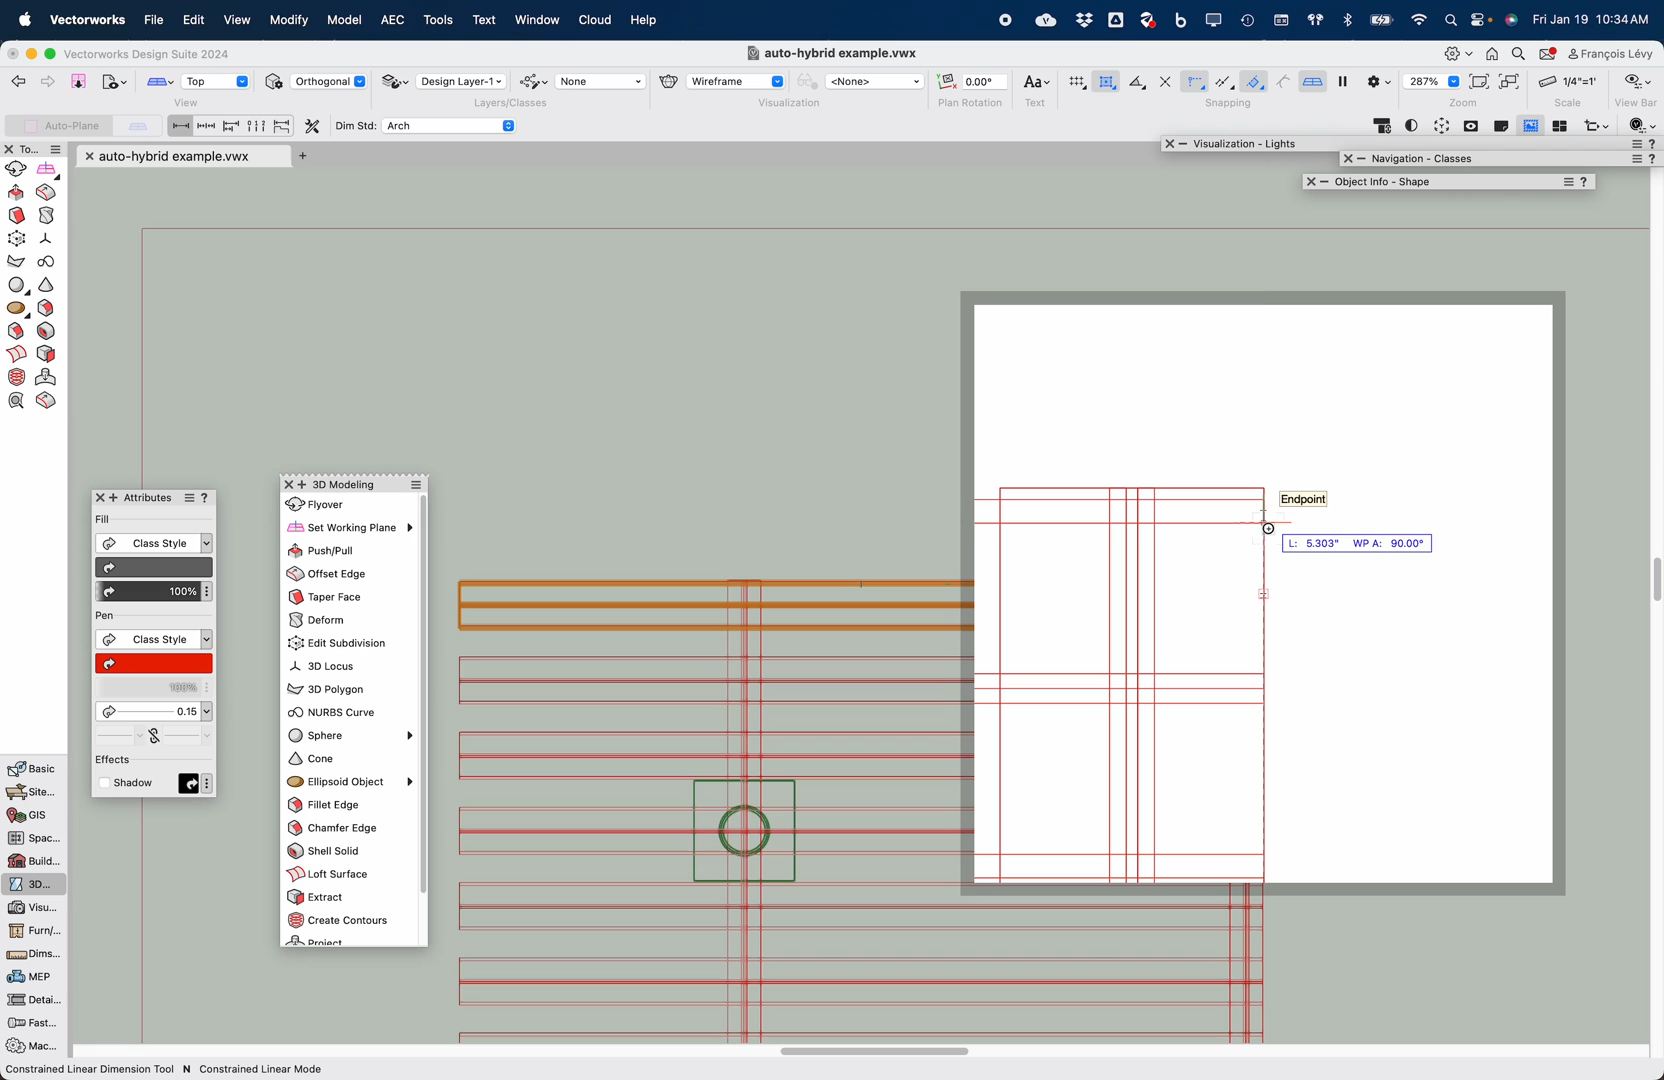 Vectorworks File Edit View Modify Model AEC Tools Text Window Cloud Help
Fri Jan 19 10:34 AM
Vectorworks Design Suite 2024
auto-hybrid example.vwx
François Lévy
Top
Orthogonal
Design Layer-1
None
Wireframe
<None>
0.00°
Aa
287%
1/4"=1'
View
Layers/Classes
Visualization
Plan Rotation
Text
Snapping
Zoom
Scale
View Bar
Auto-Plane
Dim Std:
Arch
To...
auto-hybrid example.vwx
Visualization - Lights
Navigation - Classes
Object Info - Shape
Attributes
Fill
Class Style
100%
Pen
Class Style
100%
0.15
Effects
Shadow
3D Modeling
Flyover
Set Working Plane
Push/Pull
Offset Edge
Taper Face
Deform
Edit Subdivision
3D Locus
3D Polygon
NURBS Curve
Sphere
Cone
Ellipsoid Object
Fillet Edge
Chamfer Edge
Shell Solid
Loft Surface
Extract
Create Contours
Project
Endpoint
L: 5.303" WP A: 90.00°
Basic
Site...
GIS
Spac...
Build...
3D...
Visu...
Furn/...
Dims...
MEP
Detai...
Fast...
Mac...
Constrained Linear Dimension Tool N Constrained Linear Mode